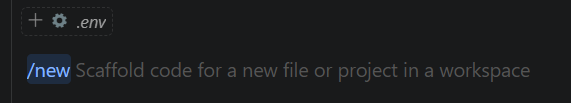 + .env
/new Scaffold code for a new file or project in a workspace